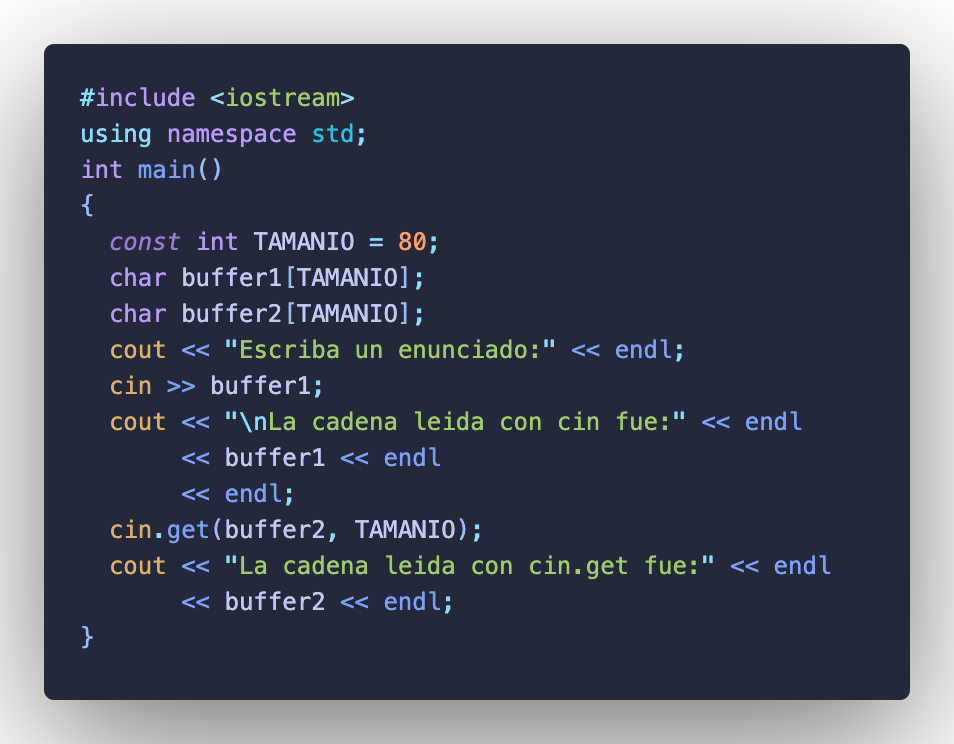 #include <iostream>
using namespace std;
int main()
{
  const int TAMANIO = 80;
  char buffer1[TAMANIO];
  char buffer2[TAMANIO];
  cout << "Escriba un enunciado:" << endl;
  cin >> buffer1;
  cout << "\nLa cadena leida con cin fue:" << endl
       << buffer1 << endl
       << endl;
  cin.get(buffer2, TAMANIO);
  cout << "La cadena leida con cin.get fue:" << endl
       << buffer2 << endl;
}